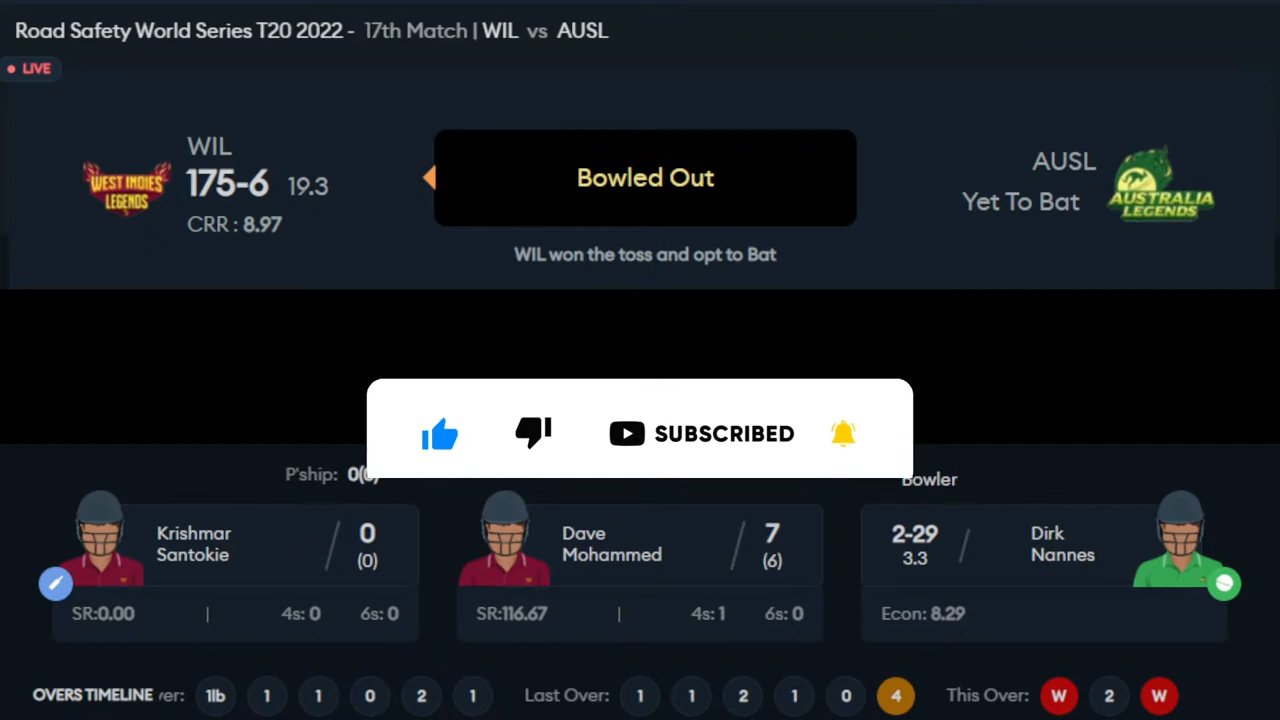 Road Safety World Series T20 2022 - 17th Match | WIL vs AUSL
LIVE
WEST INDIES
LEGENDS
WIL
175-6 19.3
CRR : 8.97
Bowled Out
WIL won the toss and opt to Bat
AUSL
Yet To Bat
AUSTRALIA
LEGENDS
SUBSCRIBED
P'ship: 0(0)
Bowler
Krishmar
Santokie
0
(0)
SR:0.00 | 4s: 0 6s: 0
Dave
Mohammed
7
(6)
SR:116.67 | 4s: 1 6s: 0
2-29
3.3
Dirk
Nannes
Econ: 8.29
OVERS TIMELINE er: 1lb 1 1 0 2 1 Last Over: 1 1 2 1 0 4 This Over: W 2 W